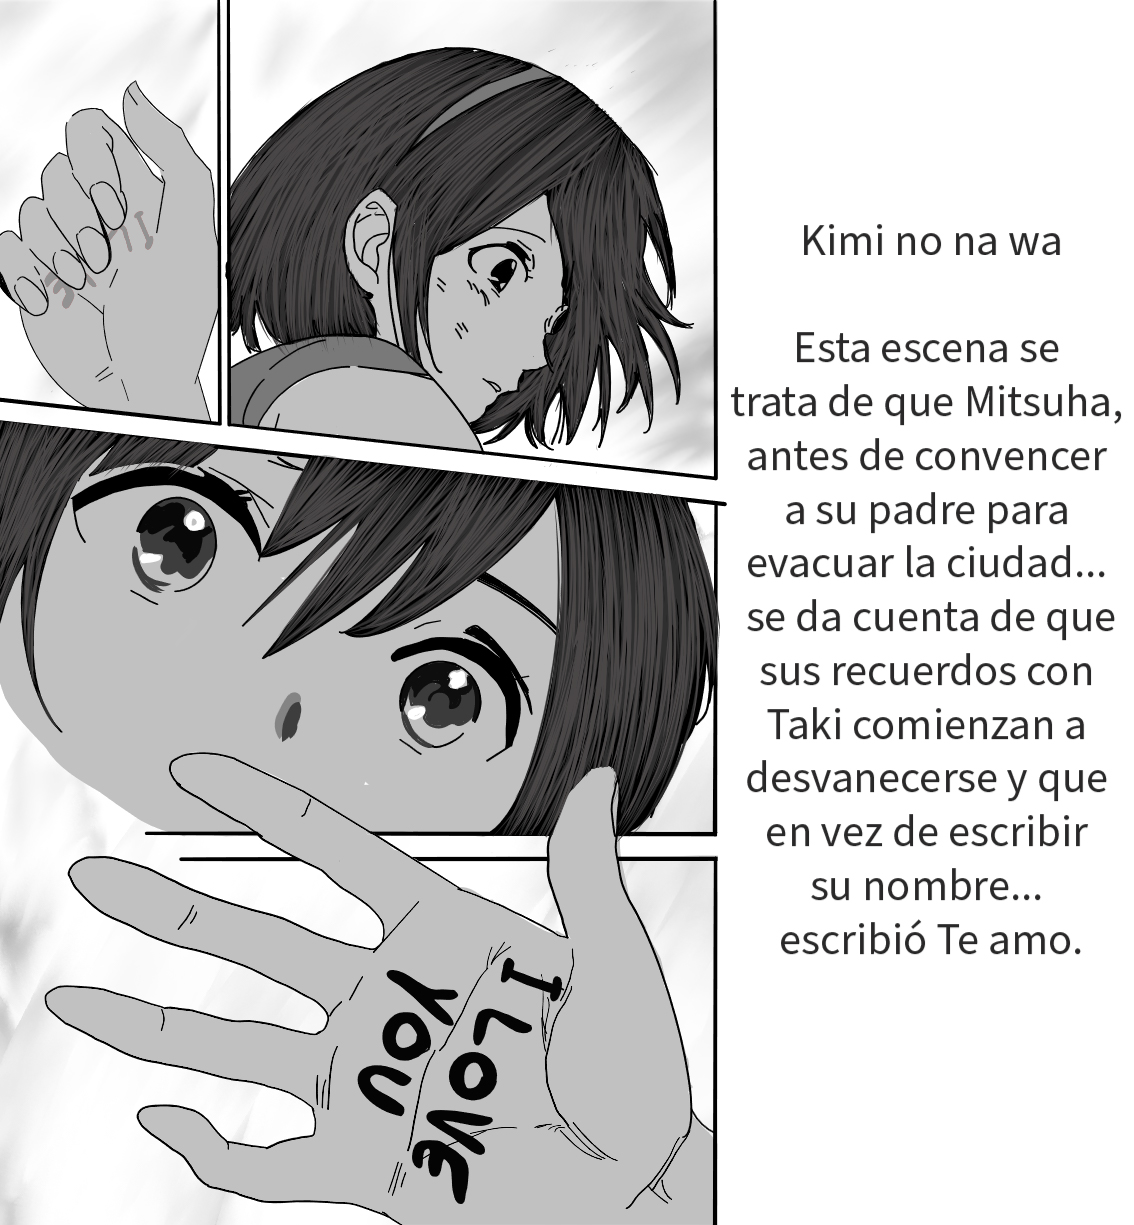 Kimi no na wa
Esta escena se
trata de que Mitsuha,
antes de convencer
a su padre para
evacuar la ciudad...
se da cuenta de que
sus recuerdos con
Taki comienzan a
desvanecerse y que
en vez de escribir
su nombre...
escribió Te amo.
I LOVE
YOU